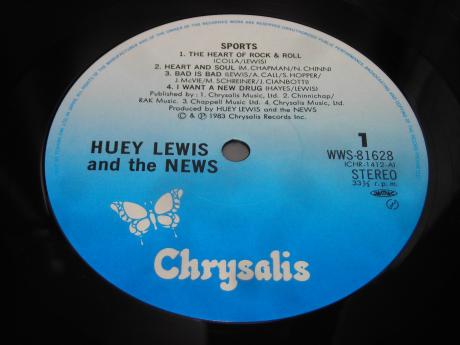 SPORTS
1. THE HEART OF ROCK & ROLL
(COLLA/LEWIS)
2. HEART AND SOUL (M. CHAPMAN/N. CHINN)
3. BAD IS BAD (LEWIS/A. CALL/S. HOPPER/
J. McVIE/M. SCHREINER/J. CIANBOTTI)
4. I WANT A NEW DRUG (HAYES/LEWIS)
Published by : 1. Chrysalis Music, Ltd. 2. Chinnichap/
RAK Music. 3. Chappell Music Ltd. 4. Chrysalis Music, Ltd.
Produced by HUEY LEWIS and the NEWS
© & ℗ 1983 Chrysalis Records Inc.
HUEY LEWIS
and the NEWS
1
WWS-81628
(CHR-1412-A)
STEREO
33⅓ r.p.m.
Chrysalis